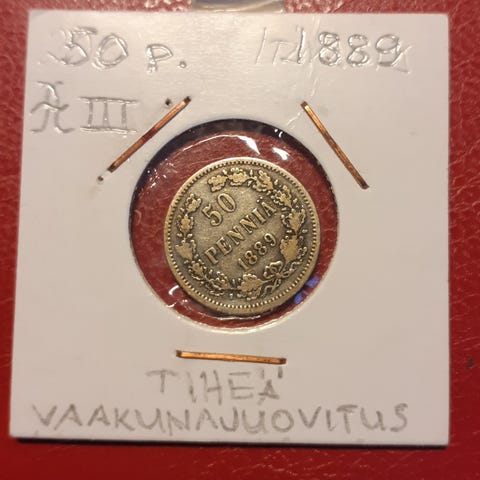 50 p. 1889
III
50
PENNIÄ
1889
TIHEÄ
VAAKUNAJUOVITUS